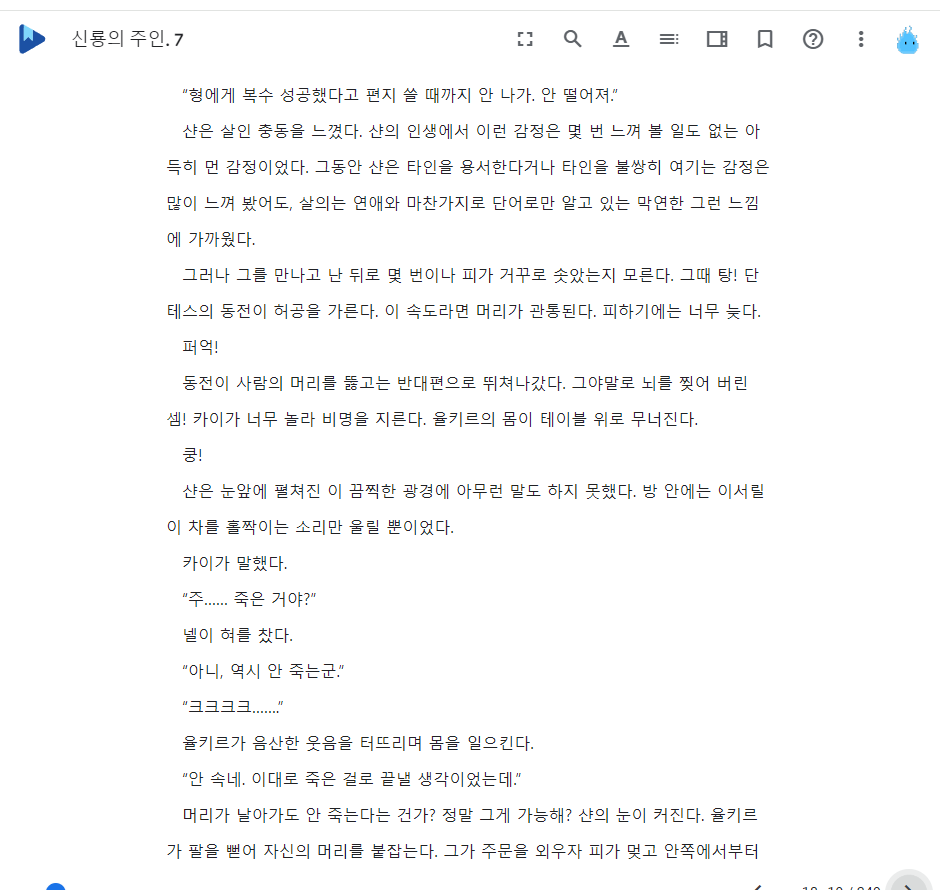 신룡의 주인. 7
“형에게 복수 성공했다고 편지 쓸 때까지 안 나가. 안 떨어져.”
샨은 살인 충동을 느꼈다. 샨의 인생에서 이런 감정은 몇 번 느껴 볼 일도 없는 아
득히 먼 감정이었다. 그동안 샨은 타인을 용서한다거나 타인을 불쌍히 여기는 감정은
많이 느껴 봤어도, 살의는 연애와 마찬가지로 단어로만 알고 있는 막연한 그런 느낌
에 가까웠다.
그러나 그를 만나고 난 뒤로 몇 번이나 피가 거꾸로 솟았는지 모른다. 그때 탕! 단
테스의 동전이 허공을 가른다. 이 속도라면 머리가 관통된다. 피하기에는 너무 늦다.
퍼억!
동전이 사람의 머리를 뚫고는 반대편으로 뛰쳐나갔다. 그야말로 뇌를 찢어 버린
셈! 카이가 너무 놀라 비명을 지른다. 율키르의 몸이 테이블 위로 무너진다.
쿵!
샨은 눈앞에 펼쳐진 이 끔찍한 광경에 아무런 말도 하지 못했다. 방 안에는 이서릴
이 차를 홀짝이는 소리만 울릴 뿐이었다.
카이가 말했다.
“주…… 죽은 거야?”
넬이 혀를 찼다.
“아니, 역시 안 죽는군.”
“크크크크…….”
율키르가 음산한 웃음을 터뜨리며 몸을 일으킨다.
“안 속네. 이대로 죽은 걸로 끝낼 생각이었는데.”
머리가 날아가도 안 죽는다는 건가? 정말 그게 가능해? 샨의 눈이 커진다. 율키르
가 팔을 뻗어 자신의 머리를 붙잡는다. 그가 주문을 외우자 피가 멎고 안쪽에서부터